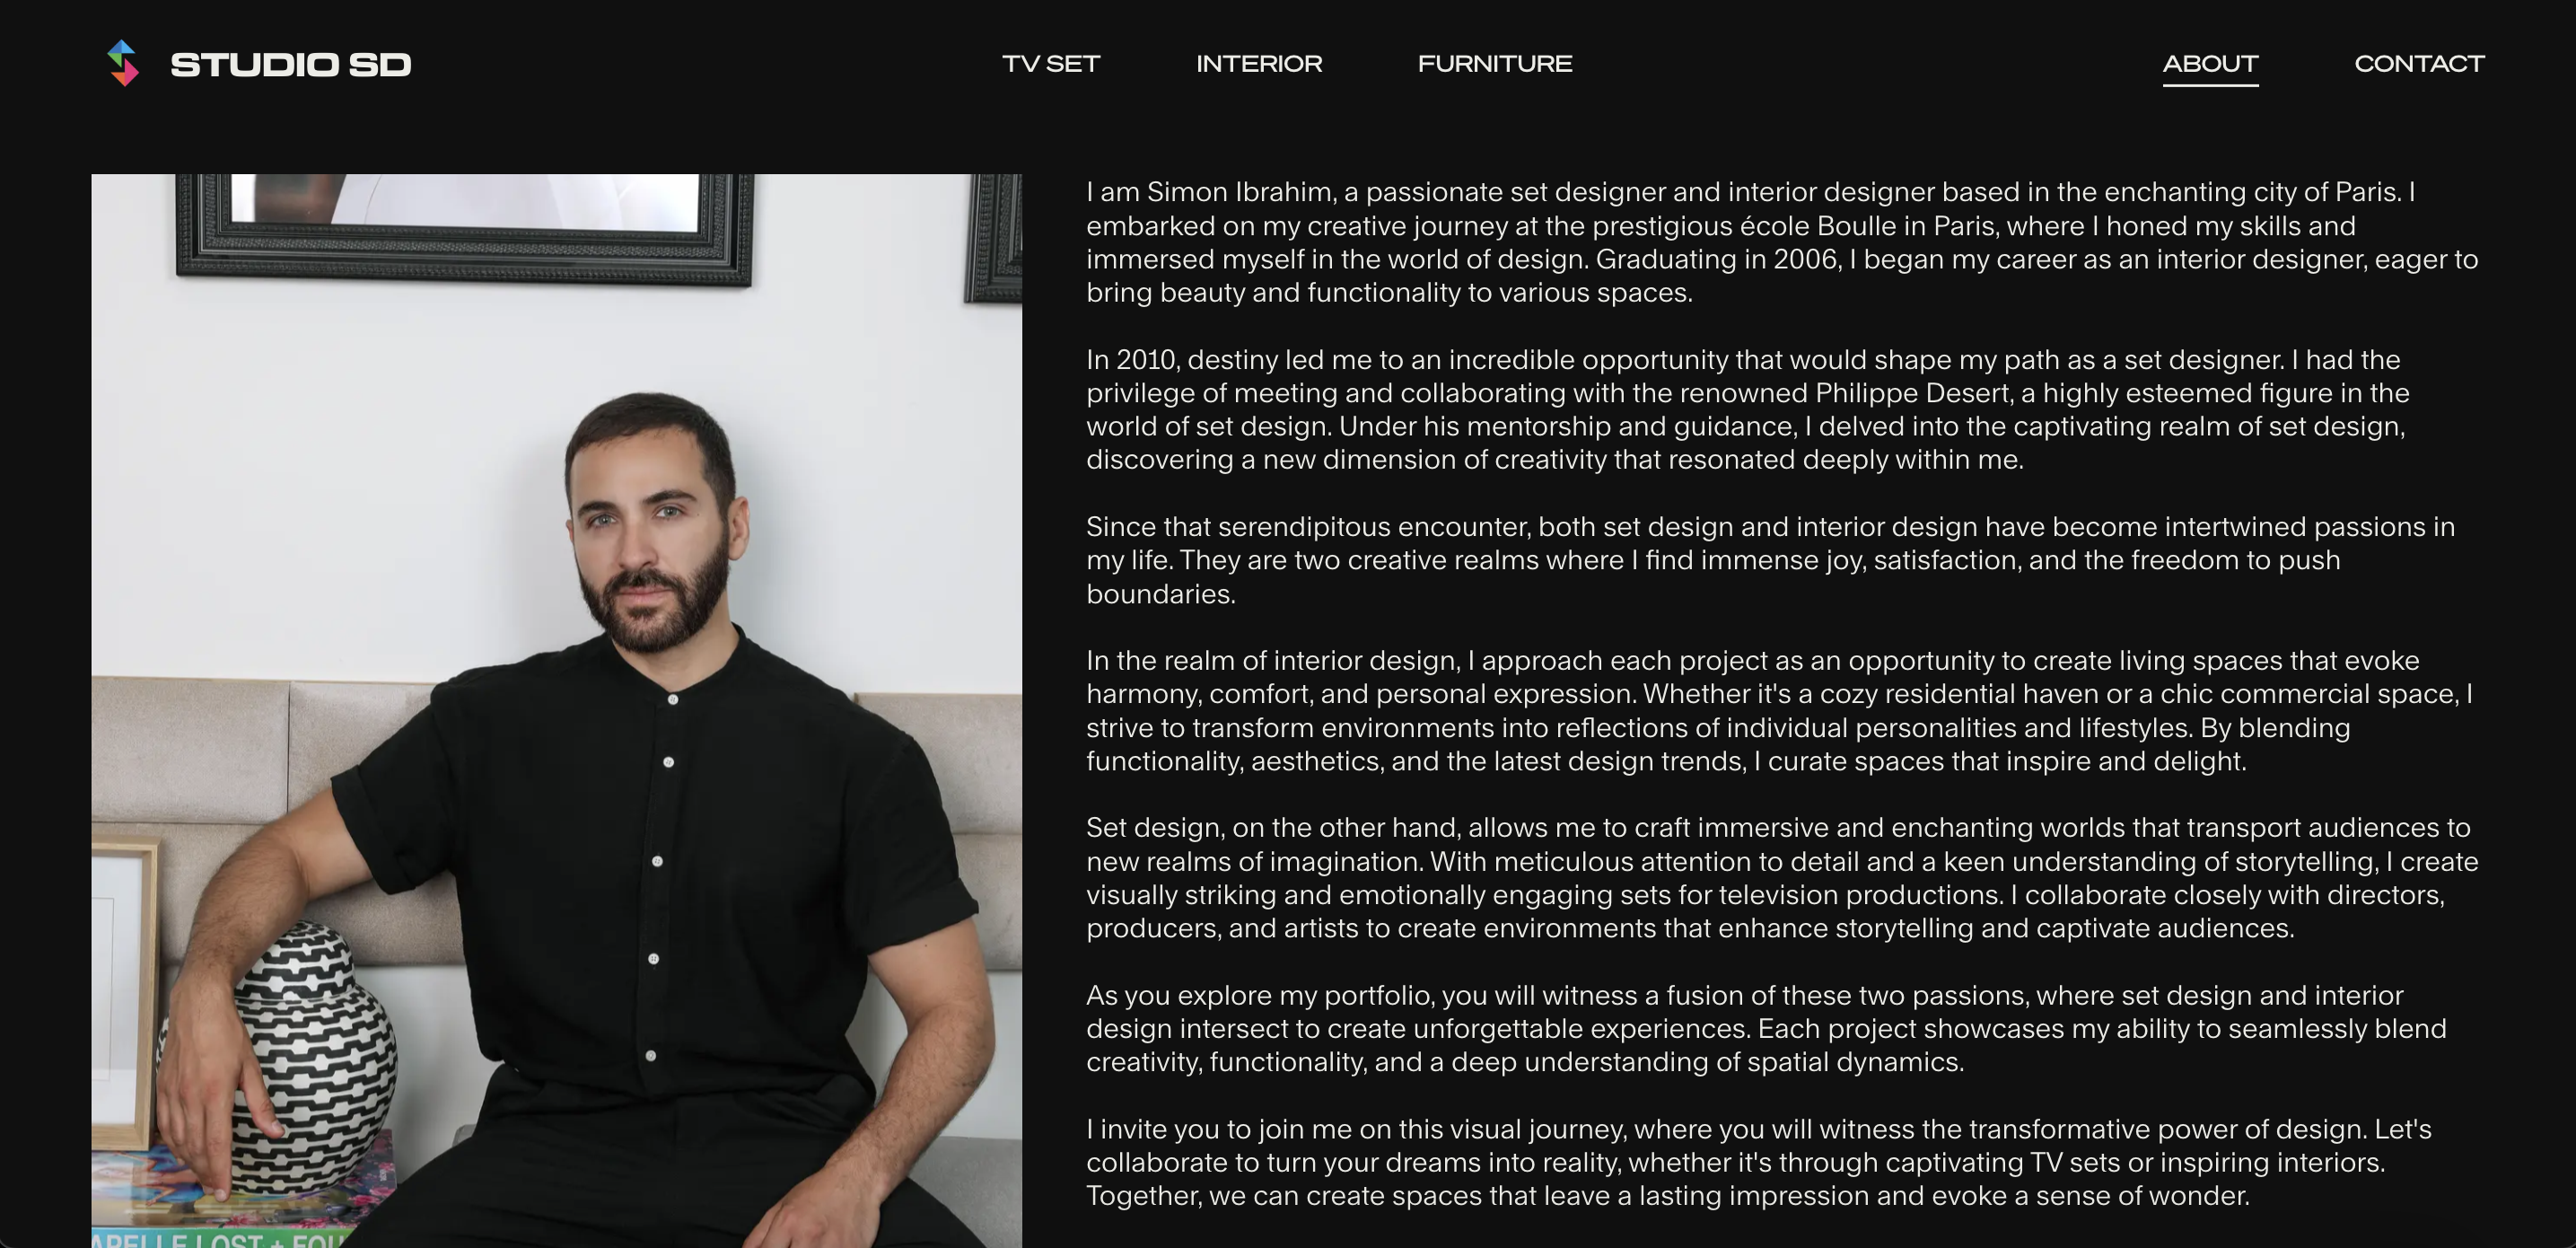 STUDIO SD
TV SET
INTERIOR
FURNITURE
ABOUT
CONTACT
I am Simon Ibrahim, a passionate set designer and interior designer based in the enchanting city of Paris. I
embarked on my creative journey at the prestigious école Boulle in Paris, where I honed my skills and
immersed myself in the world of design. Graduating in 2006, I began my career as an interior designer, eager to
bring beauty and functionality to various spaces.
In 2010, destiny led me to an incredible opportunity that would shape my path as a set designer. I had the
privilege of meeting and collaborating with the renowned Philippe Desert, a highly esteemed figure in the
world of set design. Under his mentorship and guidance, I delved into the captivating realm of set design,
discovering a new dimension of creativity that resonated deeply within me.
Since that serendipitous encounter, both set design and interior design have become intertwined passions in
my life. They are two creative realms where I find immense joy, satisfaction, and the freedom to push
boundaries.
In the realm of interior design, I approach each project as an opportunity to create living spaces that evoke
harmony, comfort, and personal expression. Whether it's a cozy residential haven or a chic commercial space, I
strive to transform environments into reflections of individual personalities and lifestyles. By blending
functionality, aesthetics, and the latest design trends, I curate spaces that inspire and delight.
Set design, on the other hand, allows me to craft immersive and enchanting worlds that transport audiences to
new realms of imagination. With meticulous attention to detail and a keen understanding of storytelling, I create
visually striking and emotionally engaging sets for television productions. I collaborate closely with directors,
producers, and artists to create environments that enhance storytelling and captivate audiences.
As you explore my portfolio, you will witness a fusion of these two passions, where set design and interior
design intersect to create unforgettable experiences. Each project showcases my ability to seamlessly blend
creativity, functionality, and a deep understanding of spatial dynamics.
I invite you to join me on this visual journey, where you will witness the transformative power of design. Let's
collaborate to turn your dreams into reality, whether it's through captivating TV sets or inspiring interiors.
Together, we can create spaces that leave a lasting impression and evoke a sense of wonder.
LOST +